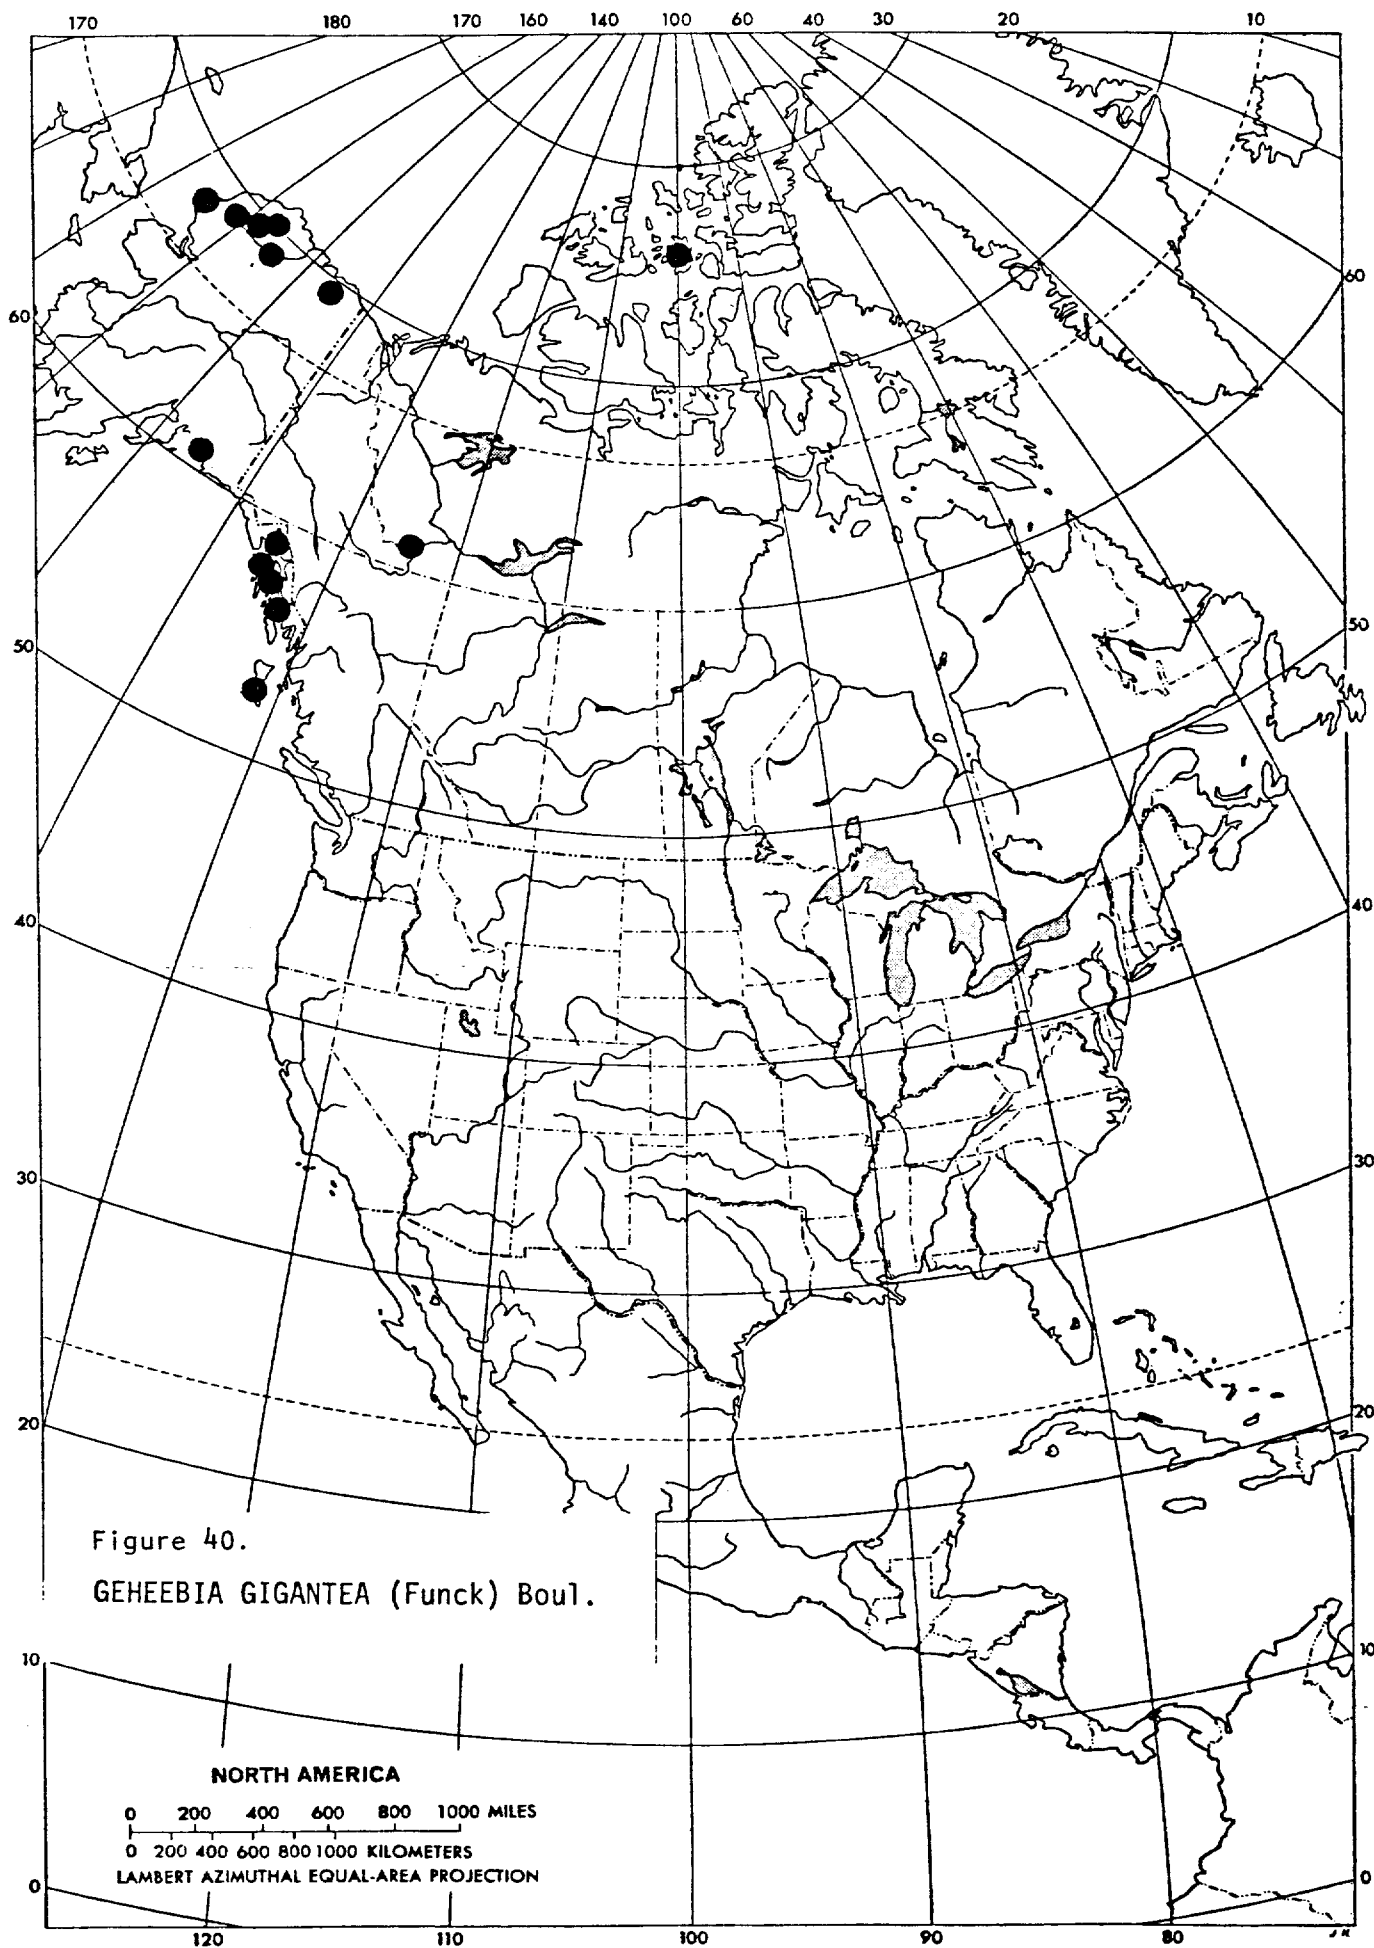 170 180 170 160 140 100 60 40 30 20 10
60
60
50
50
40
40
30
30
20
20
Figure 40.
GEHEEBIA GIGANTEA (Funck) Boul.
10
10
NORTH AMERICA
0 200 400 600 800 1000 MILES
0 200 400 600 800 1000 KILOMETERS
LAMBERT AZIMUTHAL EQUAL-AREA PROJECTION
0
0
120 110 100 90 80